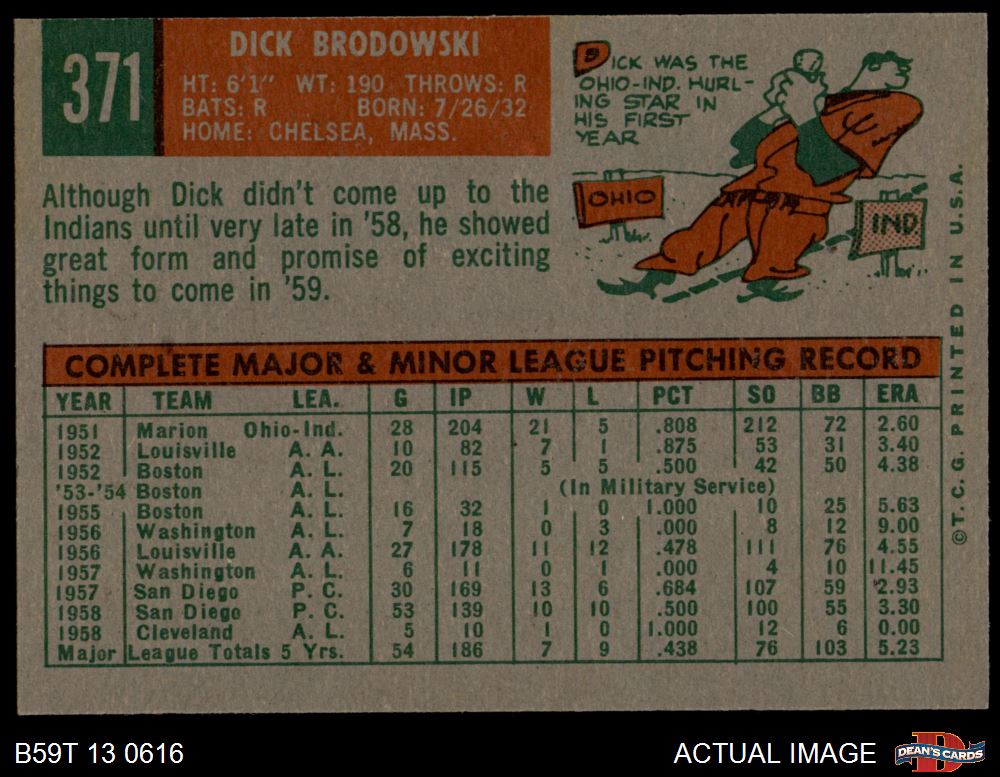 371
DICK BRODOWSKI
HT: 6'1" WT: 190 THROWS: R
BATS: R BORN: 7/26/32
HOME: CHELSEA, MASS.
DICK WAS THE
OHIO-IND. HURL-
ING STAR IN
HIS FIRST
YEAR
OHIO
IND
Although Dick didn't come up to the
Indians until very late in '58, he showed
great form and promise of exciting
things to come in '59.
COMPLETE MAJOR & MINOR LEAGUE PITCHING RECORD
YEAR TEAM LEA. G IP W L PCT SO BB ERA
1951 Marion Ohio-Ind. 28 204 21 5 .808 212 72 2.60
1952 Louisville A. A. 10 82 7 1 .875 53 31 3.40
1952 Boston A. L. 20 115 5 5 .500 42 50 4.38
'53-'54 Boston A. L. (In Military Service)
1955 Boston A. L. 16 32 1 0 1.000 10 25 5.63
1956 Washington A. L. 7 18 0 3 .000 8 12 9.00
1956 Louisville A. A. 27 178 11 12 .478 111 76 4.55
1957 Washington A. L. 6 11 0 1 .000 4 10 11.45
1957 San Diego P. C. 30 169 13 6 .684 107 59 2.93
1958 San Diego P. C. 53 139 10 10 .500 100 55 3.30
1958 Cleveland A. L. 5 10 1 0 1.000 12 6 0.00
Major League Totals 5 Yrs. 54 186 7 9 .438 76 103 5.23
©T. C. G. PRINTED IN U.S.A.
B59T 13 0616
ACTUAL IMAGE
D
DEAN'S CARDS